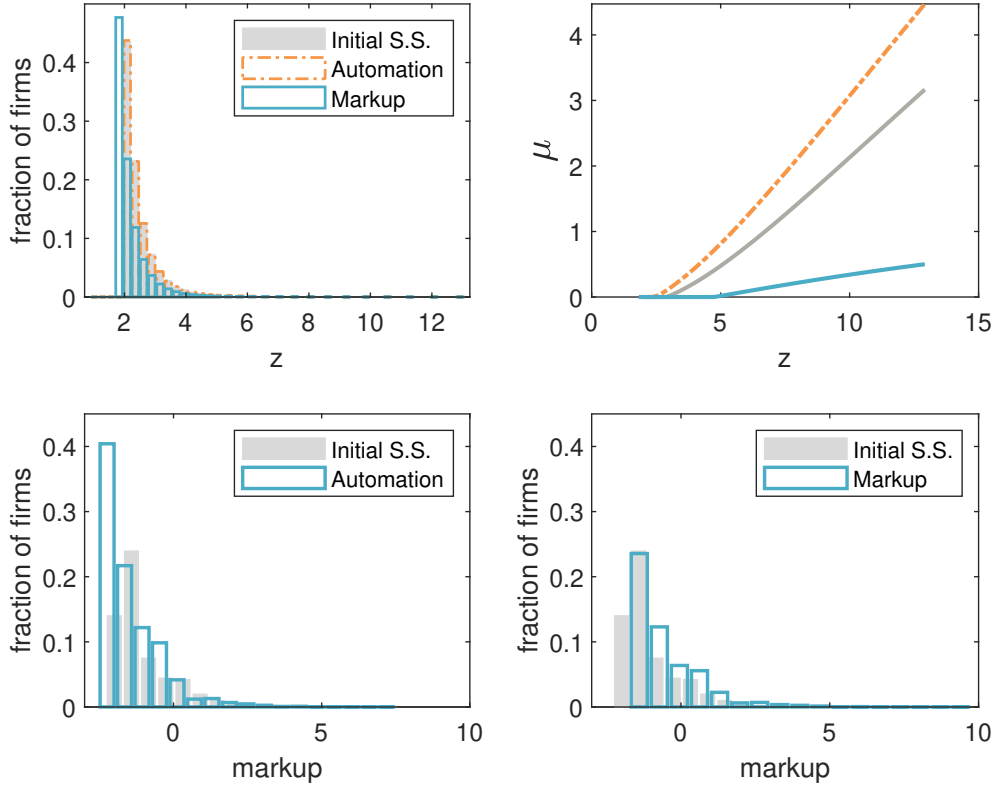 fraction of firms
0.4
0.3
0.2
0.1
0
2 4 6 8 10 12
z
Initial S.S.
Automation
Markup
μ
4
3
2
1
0
0 5 10 15
z
fraction of firms
0.4
0.3
0.2
0.1
0
0 5 10
markup
Initial S.S.
Automation
fraction of firms
0.4
0.3
0.2
0.1
0
0 5 10
markup
Initial S.S.
Markup